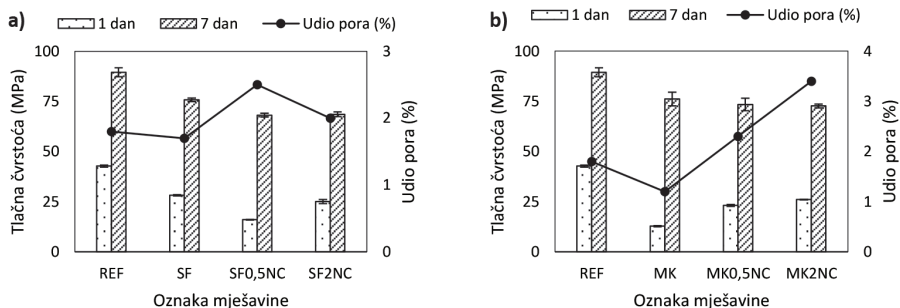 a)
1 dan 7 dan Udio pora (%)
Tlačna čvrstoća (MPa)
100
75
50
25
0
3
2
1
0
Udio pora (%)
REF SF SF0,5NC SF2NC
Oznaka mješavine
b)
1 dan 7 dan Udio pora (%)
Tlačna čvrstoća (MPa)
100
75
50
25
0
4
3
2
1
0
Udio pora (%)
REF MK MK0,5NC MK2NC
Oznaka mješavine